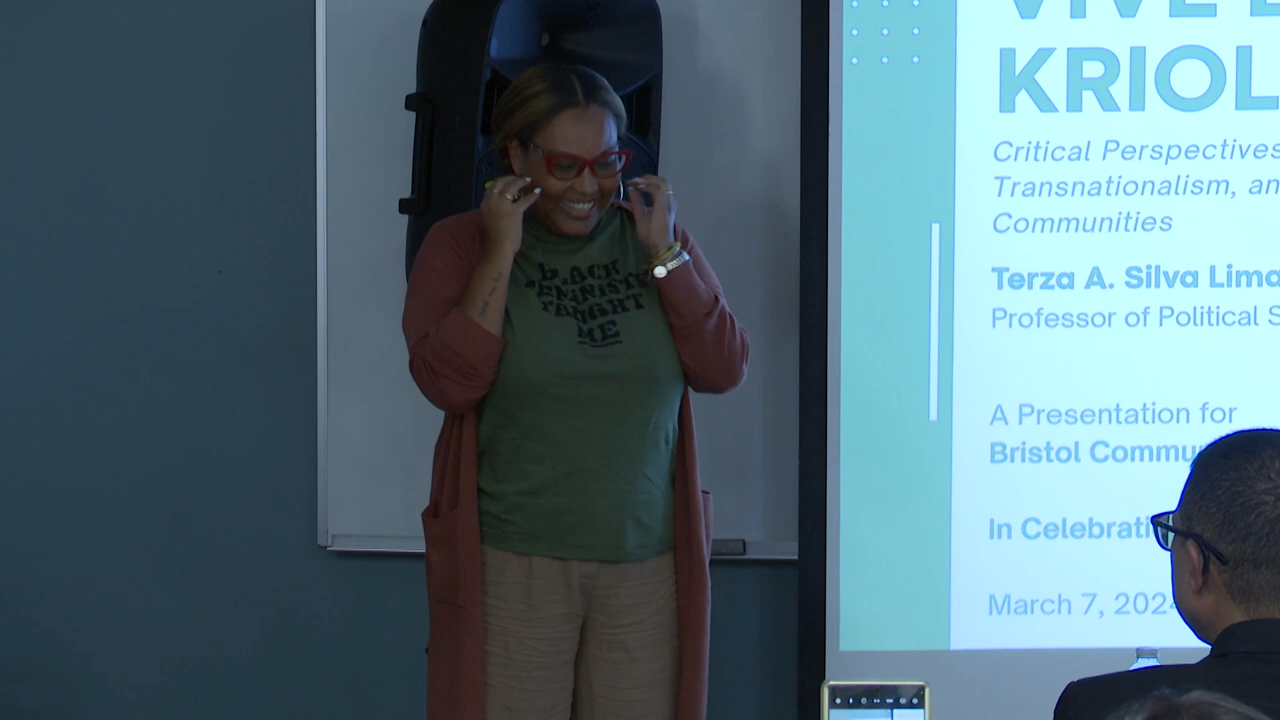 BLACK
FEMINISTS
TAUGHT
ME
KRIOL
Critical Perspectives
Transnationalism, an
Communities
Terza A. Silva Lima
Professor of Political S
A Presentation for
Bristol Commu
In Celebrati
March 7, 2024